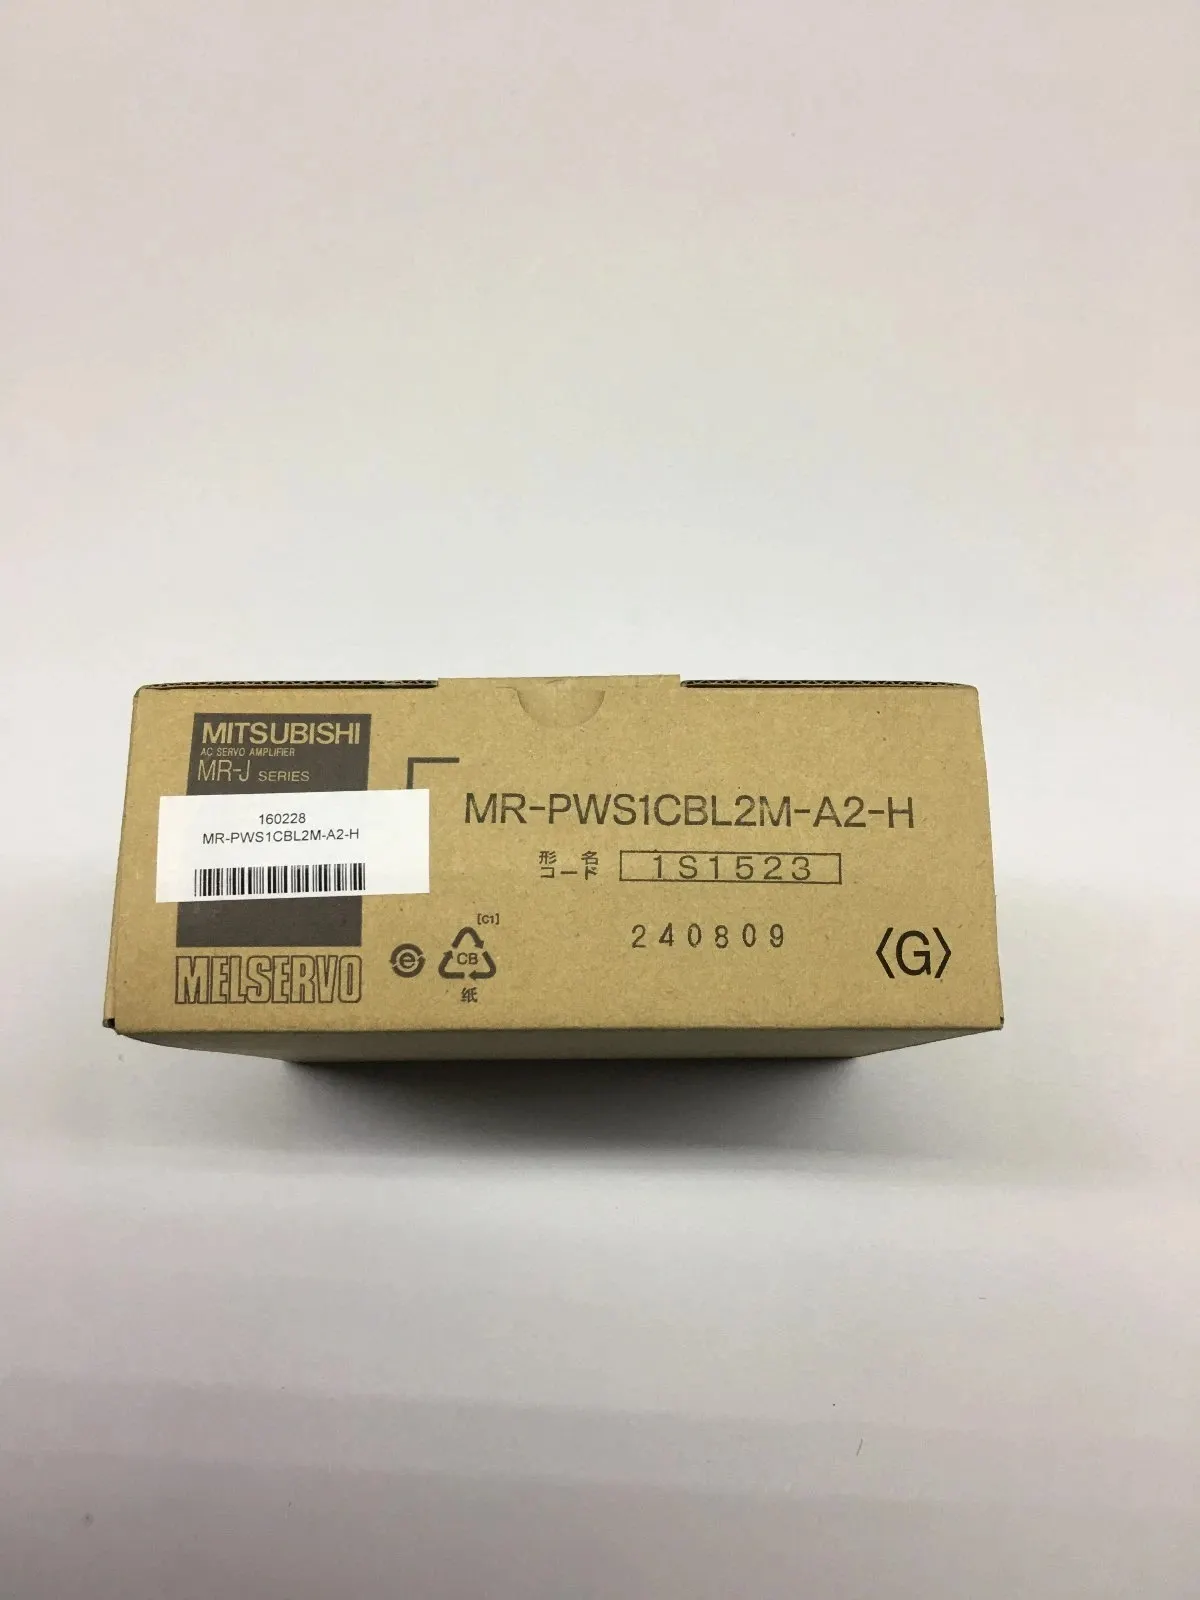 MITSUBISHI
AC SERVO AMPLIFIER
MR-J SERIES
160228
MR-PWS1CBL2M-A2-H
MELSERVO
MR-PWS1CBL2M-A2-H
形名
コード
1S1523
240809
〈G〉
e
[C1]
CB
纸